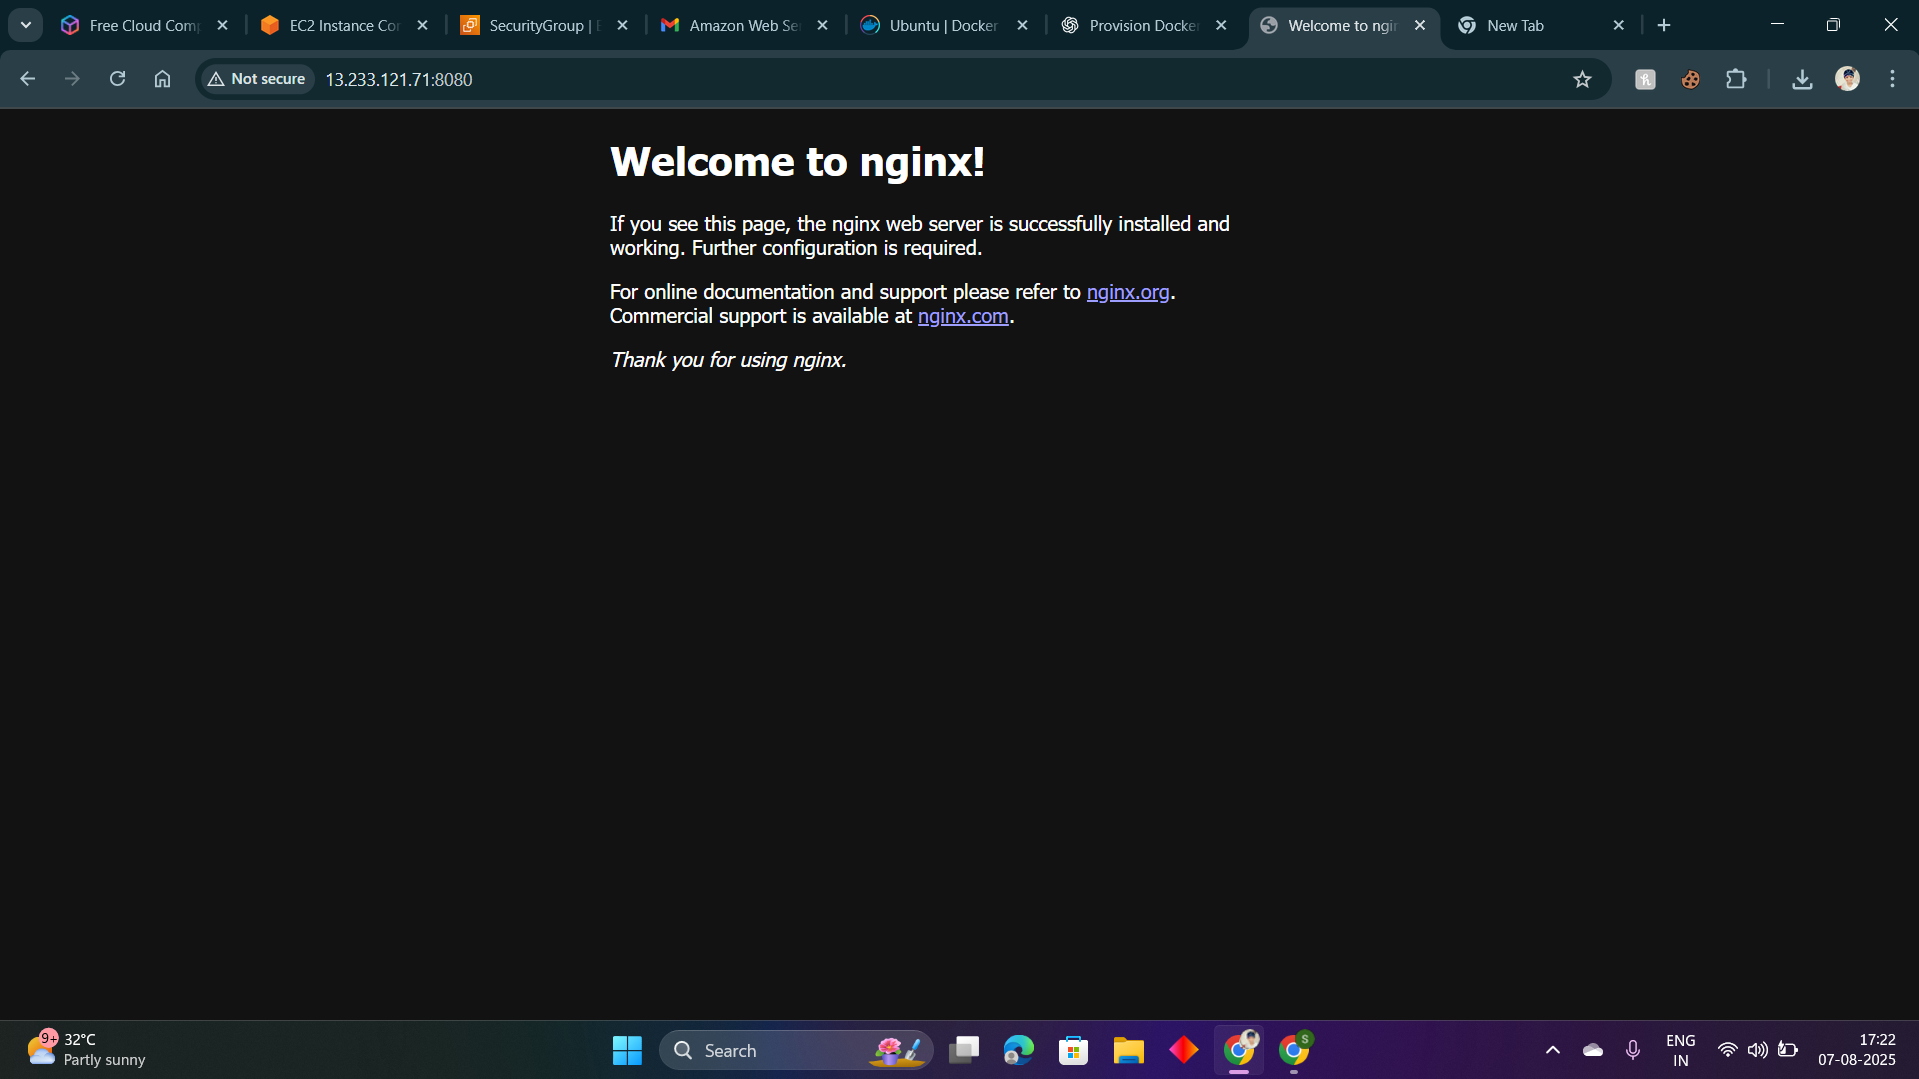 Free Cloud Comp
EC2 Instance Con
SecurityGroup | E
Amazon Web Se
Ubuntu | Docker
Provision Docke
Welcome to ngin
New Tab
Not secure
13.233.121.71:8080
Welcome to nginx!
If you see this page, the nginx web server is successfully installed and
working. Further configuration is required.
For online documentation and support please refer to nginx.org.
Commercial support is available at nginx.com.
Thank you for using nginx.
9+
32°C
Partly sunny
Search
S
ENG
IN
17:22
07-08-2025